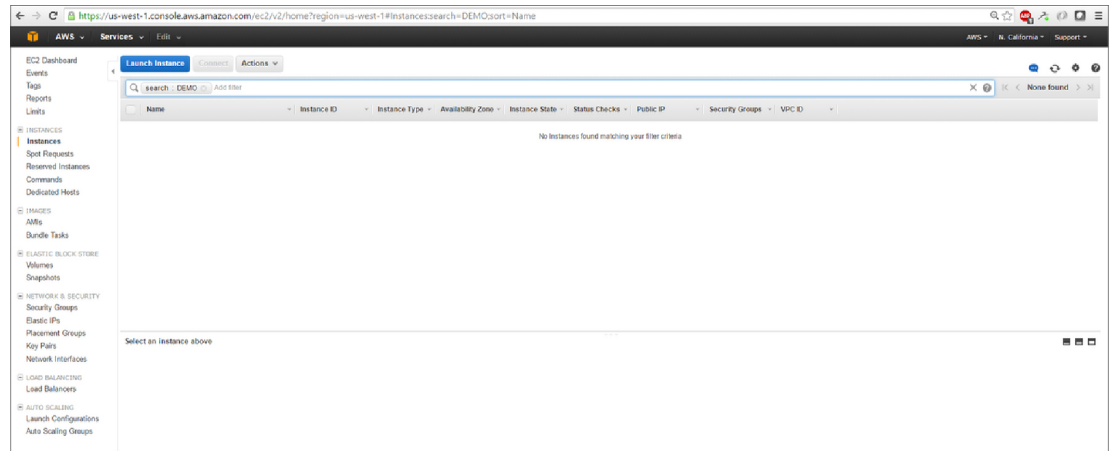 https://us-west-1.console.aws.amazon.com/ec2/v2/home?region=us-west-1#Instances:search=DEMO;sort=Name
AWS Services Edit AWS N. California Support
EC2 Dashboard
Events
Tags
Reports
Limits
INSTANCES
Instances
Spot Requests
Reserved Instances
Commands
Dedicated Hosts
IMAGES
AMIs
Bundle Tasks
ELASTIC BLOCK STORE
Volumes
Snapshots
NETWORK & SECURITY
Security Groups
Elastic IPs
Placement Groups
Key Pairs
Network Interfaces
LOAD BALANCING
Load Balancers
AUTO SCALING
Launch Configurations
Auto Scaling Groups
Launch Instance Connect Actions
search : DEMO Add filter None found
Name Instance ID Instance Type Availability Zone Instance State Status Checks Public IP Security Groups VPC ID
No Instances found matching your filter criteria
Select an instance above